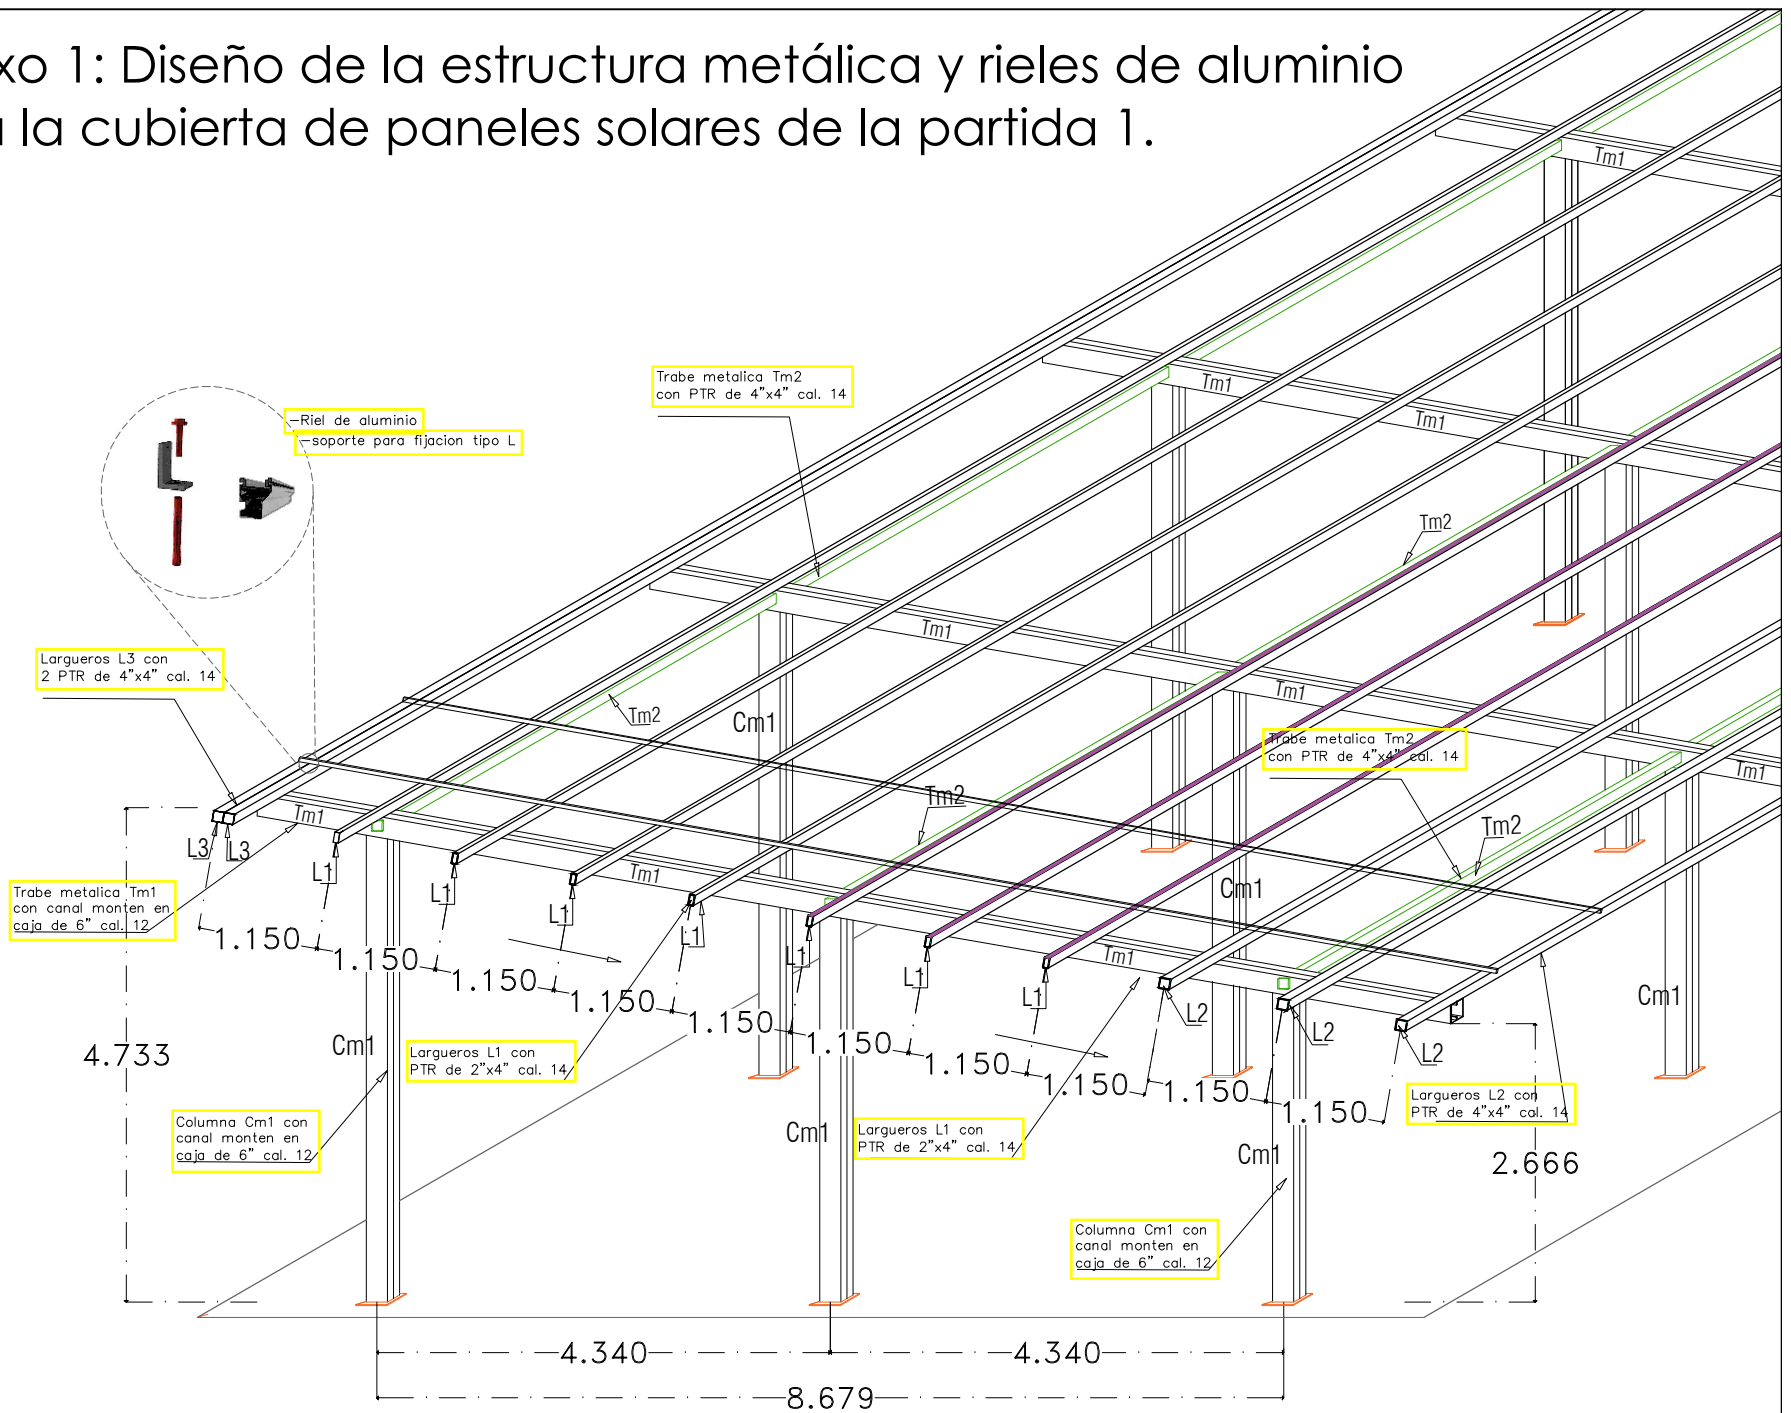 xo 1: Diseño de la estructura metálica y rieles de aluminio
la cubierta de paneles solares de la partida 1.
Tm1
Trabe metalica Tm2
con PTR de 4"x4" cal. 14
Tm1
Tm1
-Riel de aluminio
-soporte para fijacion tipo L
Tm2
Tm1
Largueros L3 con
2 PTR de 4"x4" cal. 14
Tm1
Tm2
Cm1
Trabe metalica Tm2
con PTR de 4"x4" cal. 14
Tm1
Tm2
Tm1
Tm2
L3
L3
L1
Tm1
L1
Cm1
Trabe metalica Tm1
con canal monten en
caja de 6" cal. 12
L1
L1
L1
Tm1
L1
L1
L2
Cm1
L2
L2
1.150
1.150
1.150
1.150
1.150
1.150
1.150
1.150
1.150
1.150
4.733
Cm1
Largueros L1 con
PTR de 2"x4" cal. 14
Largueros L2 con
PTR de 4"x4" cal. 14
Columna Cm1 con
canal monten en
caja de 6" cal. 12
Cm1
Largueros L1 con
PTR de 2"x4" cal. 14
Cm1
2.666
Columna Cm1 con
canal monten en
caja de 6" cal. 12
4.340
4.340
8.679